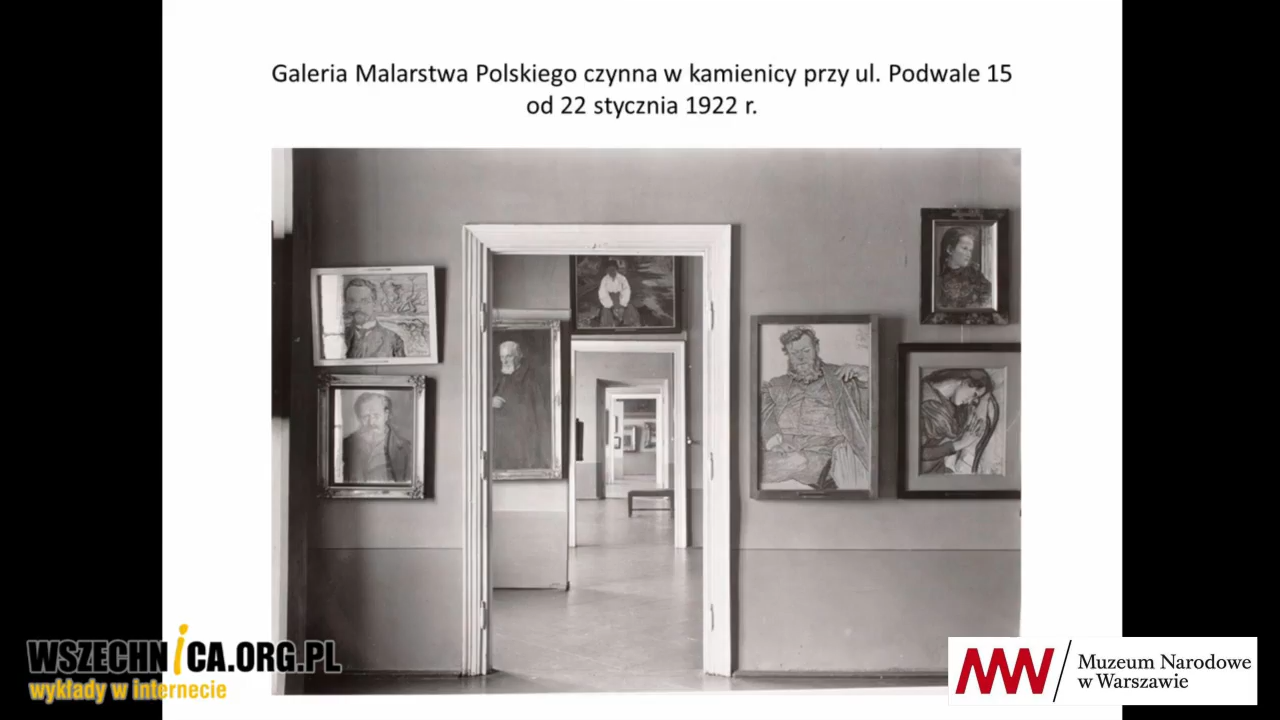 Galeria Malarstwa Polskiego czynna w kamienicy przy ul. Podwale 15
od 22 stycznia 1922 r.
WSZECHNICA.ORG.PL
wykłady w internecie
Muzeum Narodowe
w Warszawie